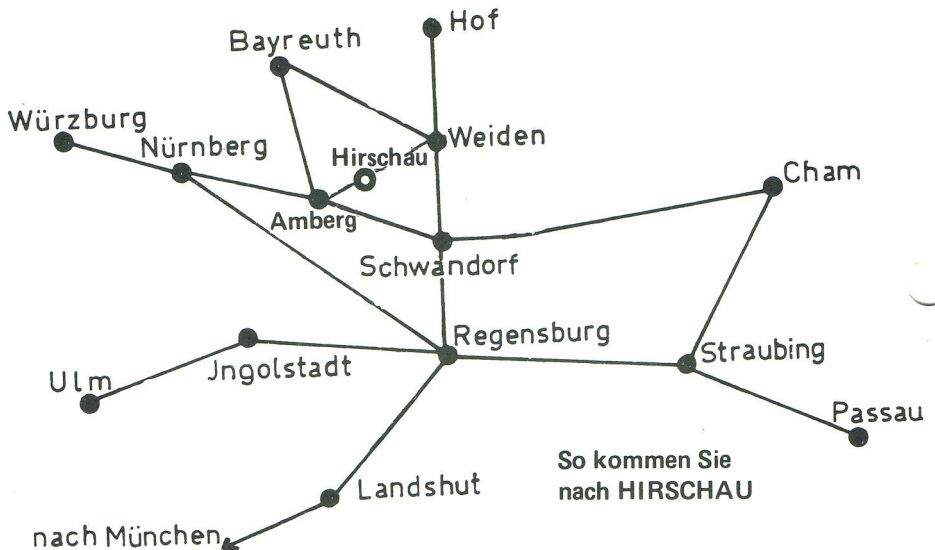 Hof
Bayreuth
Würzburg
Nürnberg
Hirschau
Weiden
Cham
Amberg
Schwandorf
Regensburg
Jngolstadt
Straubing
Ulm
Passau
So kommen Sie
nach HIRSCHAU
Landshut
nach München